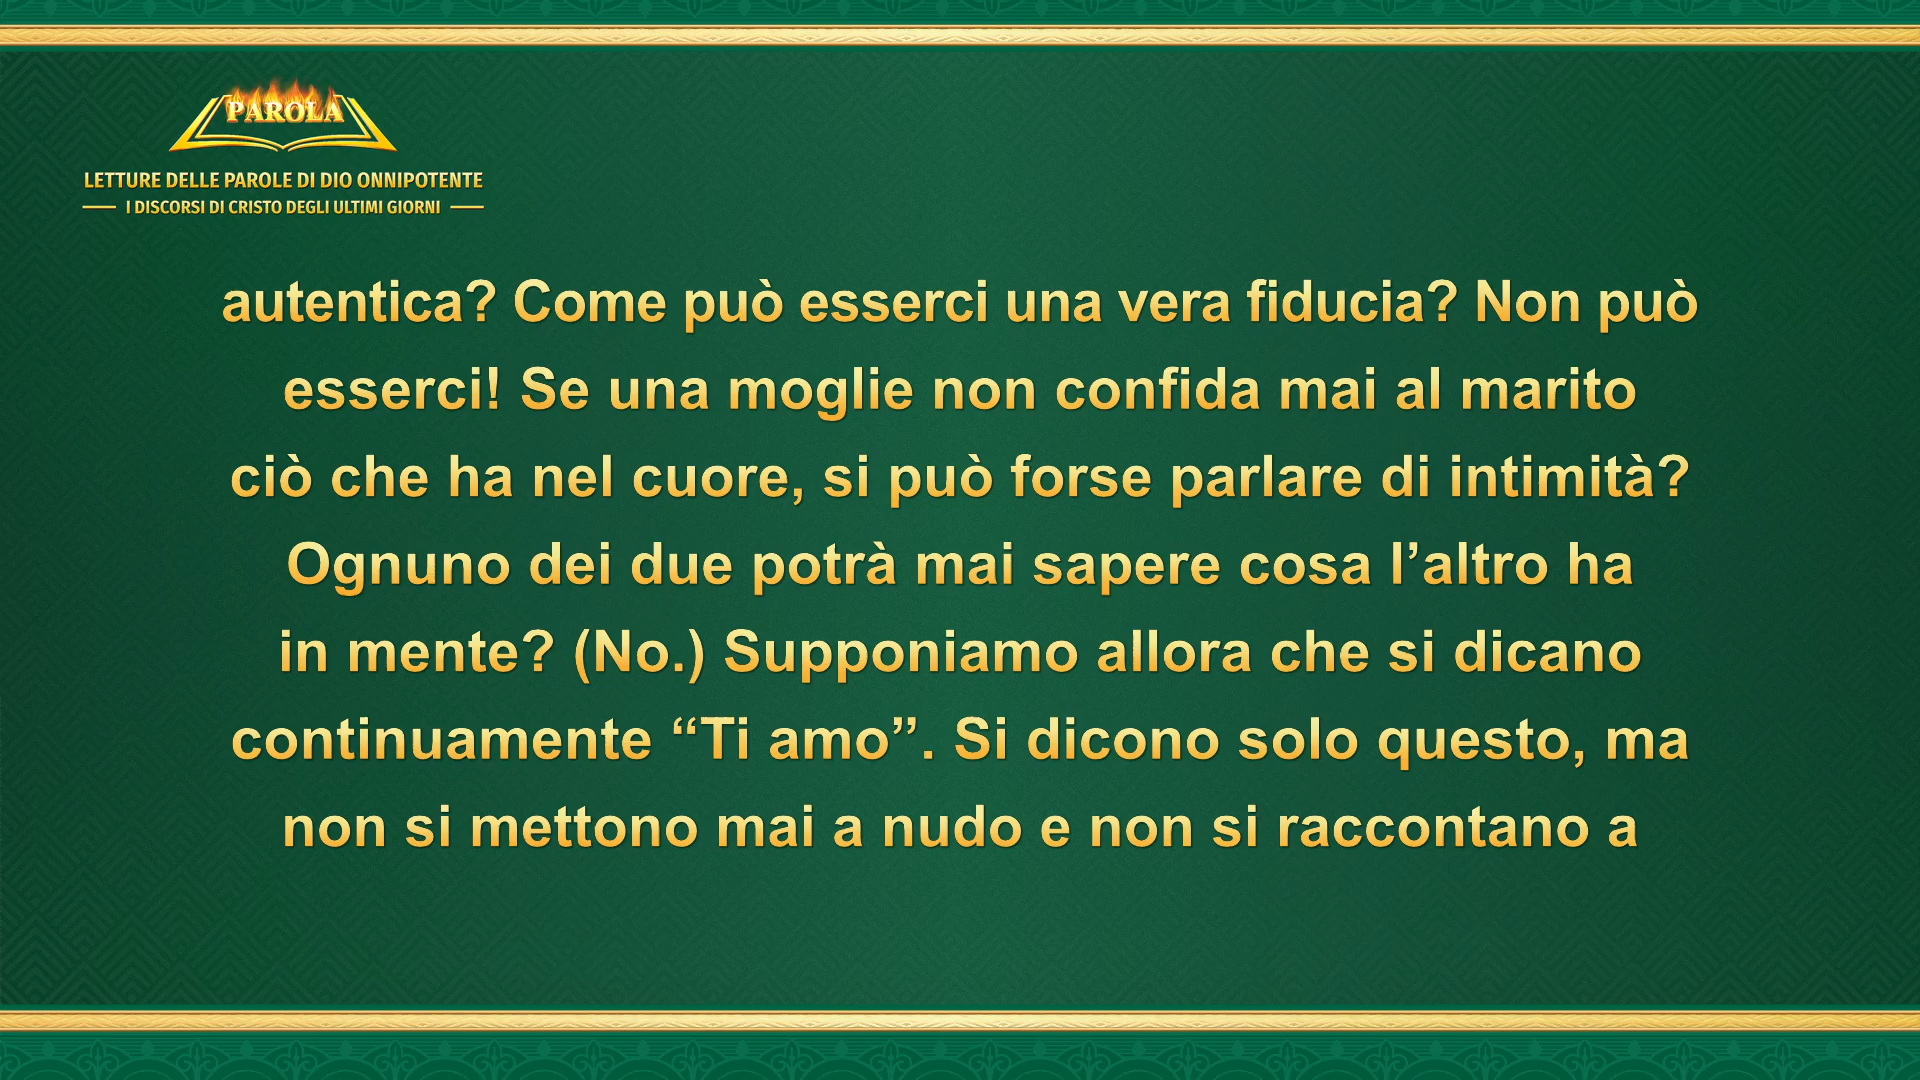 PAROLA
LETTURE DELLE PAROLE DI DIO ONNIPOTENTE
I DISCORSI DI CRISTO DEGLI ULTIMI GIORNI
autentica? Come può esserci una vera fiducia? Non può
esserci! Se una moglie non confida mai al marito
ciò che ha nel cuore, si può forse parlare di intimità?
Ognuno dei due potrà mai sapere cosa l’altro ha
in mente? (No.) Supponiamo allora che si dicano
continuamente “Ti amo”. Si dicono solo questo, ma
non si mettono mai a nudo e non si raccontano a